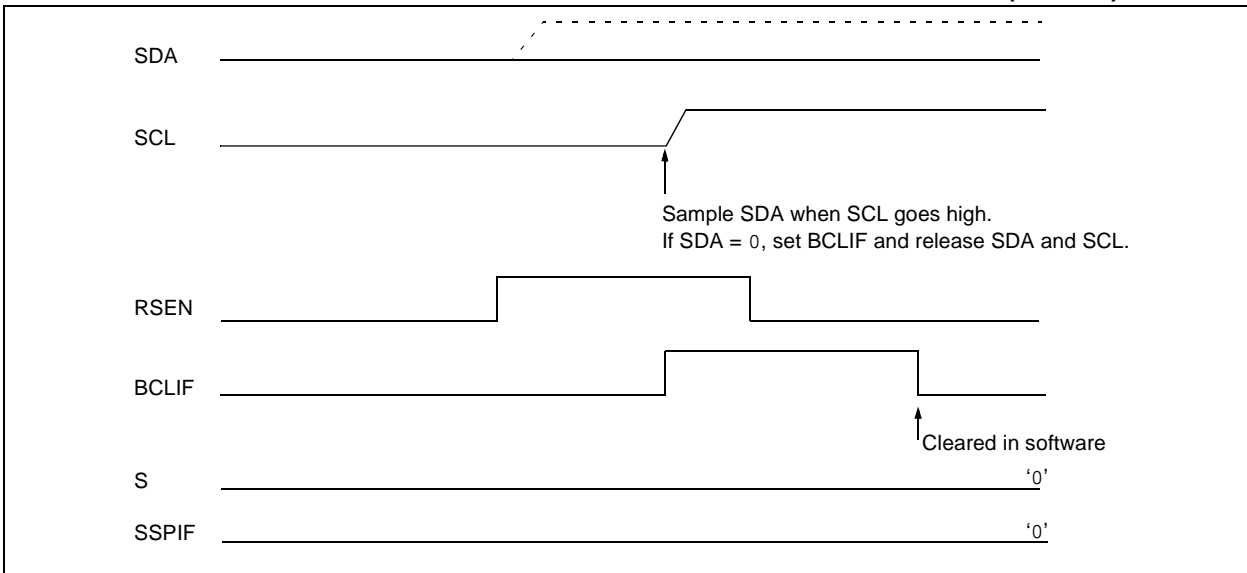 SDA
SCL
Sample SDA when SCL goes high.
If SDA = 0, set BCLIF and release SDA and SCL.
RSEN
BCLIF
Cleared in software
S
‘0’
SSPIF
‘0’